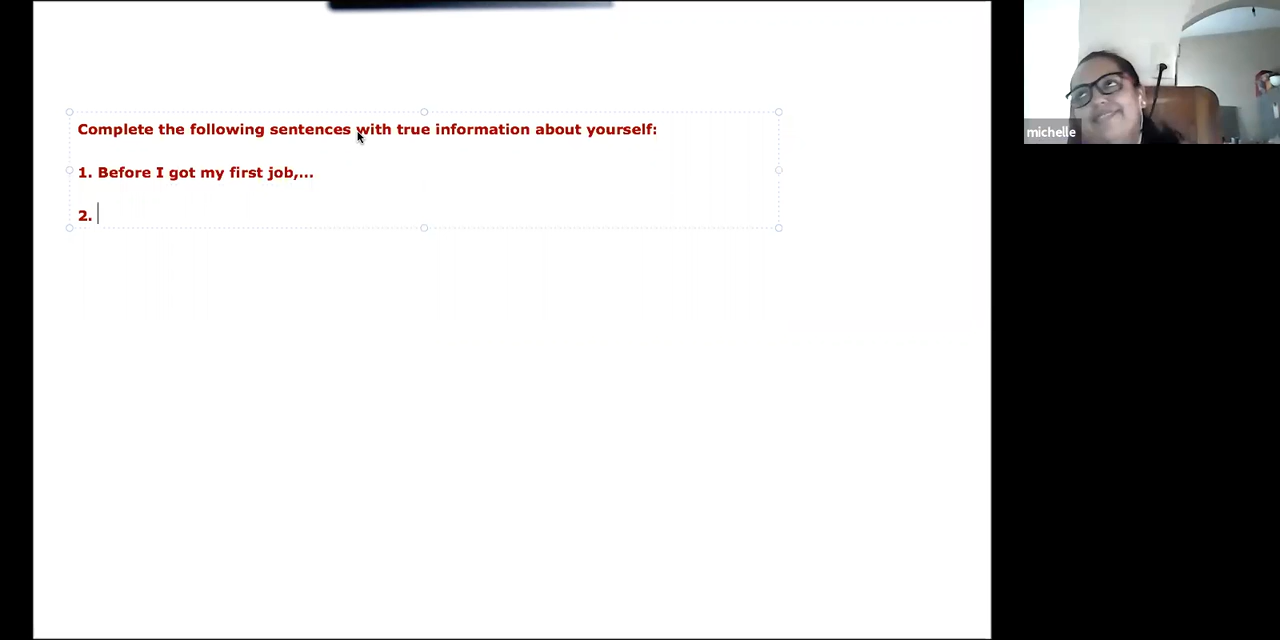 Complete the following sentences with true information about yourself:
1. Before I got my first job,...
2.
michelle